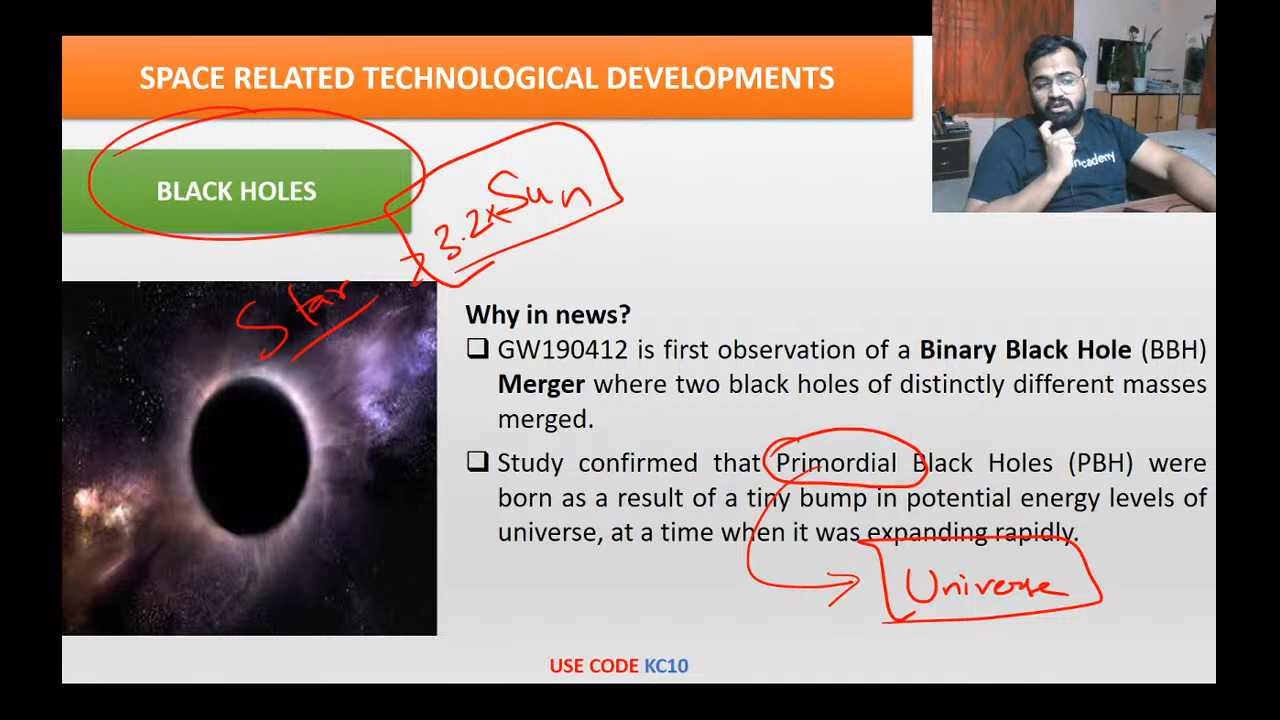 SPACE RELATED TECHNOLOGICAL DEVELOPMENTS
BLACK HOLES
3.2x Sun
Star
Why in news?
GW190412 is first observation of a Binary Black Hole (BBH)
Merger where two black holes of distinctly different masses
merged.
Study confirmed that Primordial Black Holes (PBH) were
born as a result of a tiny bump in potential energy levels of
universe, at a time when it was expanding rapidly.
Universe
USE CODE KC10